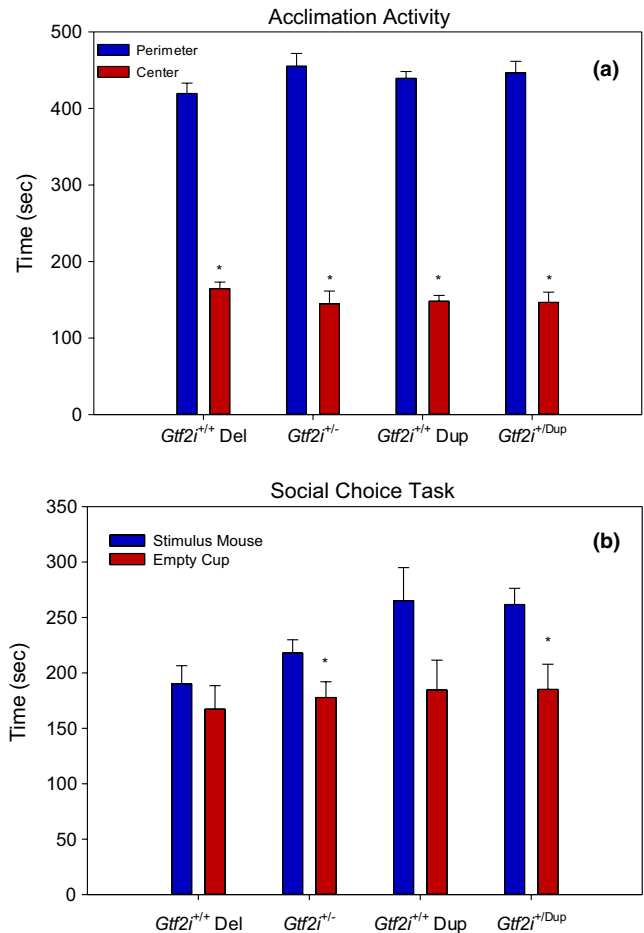 Acclimation Activity
500
400
300
200
100
0
Time (sec)
Perimeter
Center
(a)
*
*
*
*
Gtf2i+/+ Del
Gtf2i+/-
Gtf2i+/+ Dup
Gtf2i+/Dup
Social Choice Task
350
300
250
200
150
100
50
0
Time (sec)
Stimulus Mouse
Empty Cup
(b)
*
*
Gtf2i+/+ Del
Gtf2i+/-
Gtf2i+/+ Dup
Gtf2i+/Dup